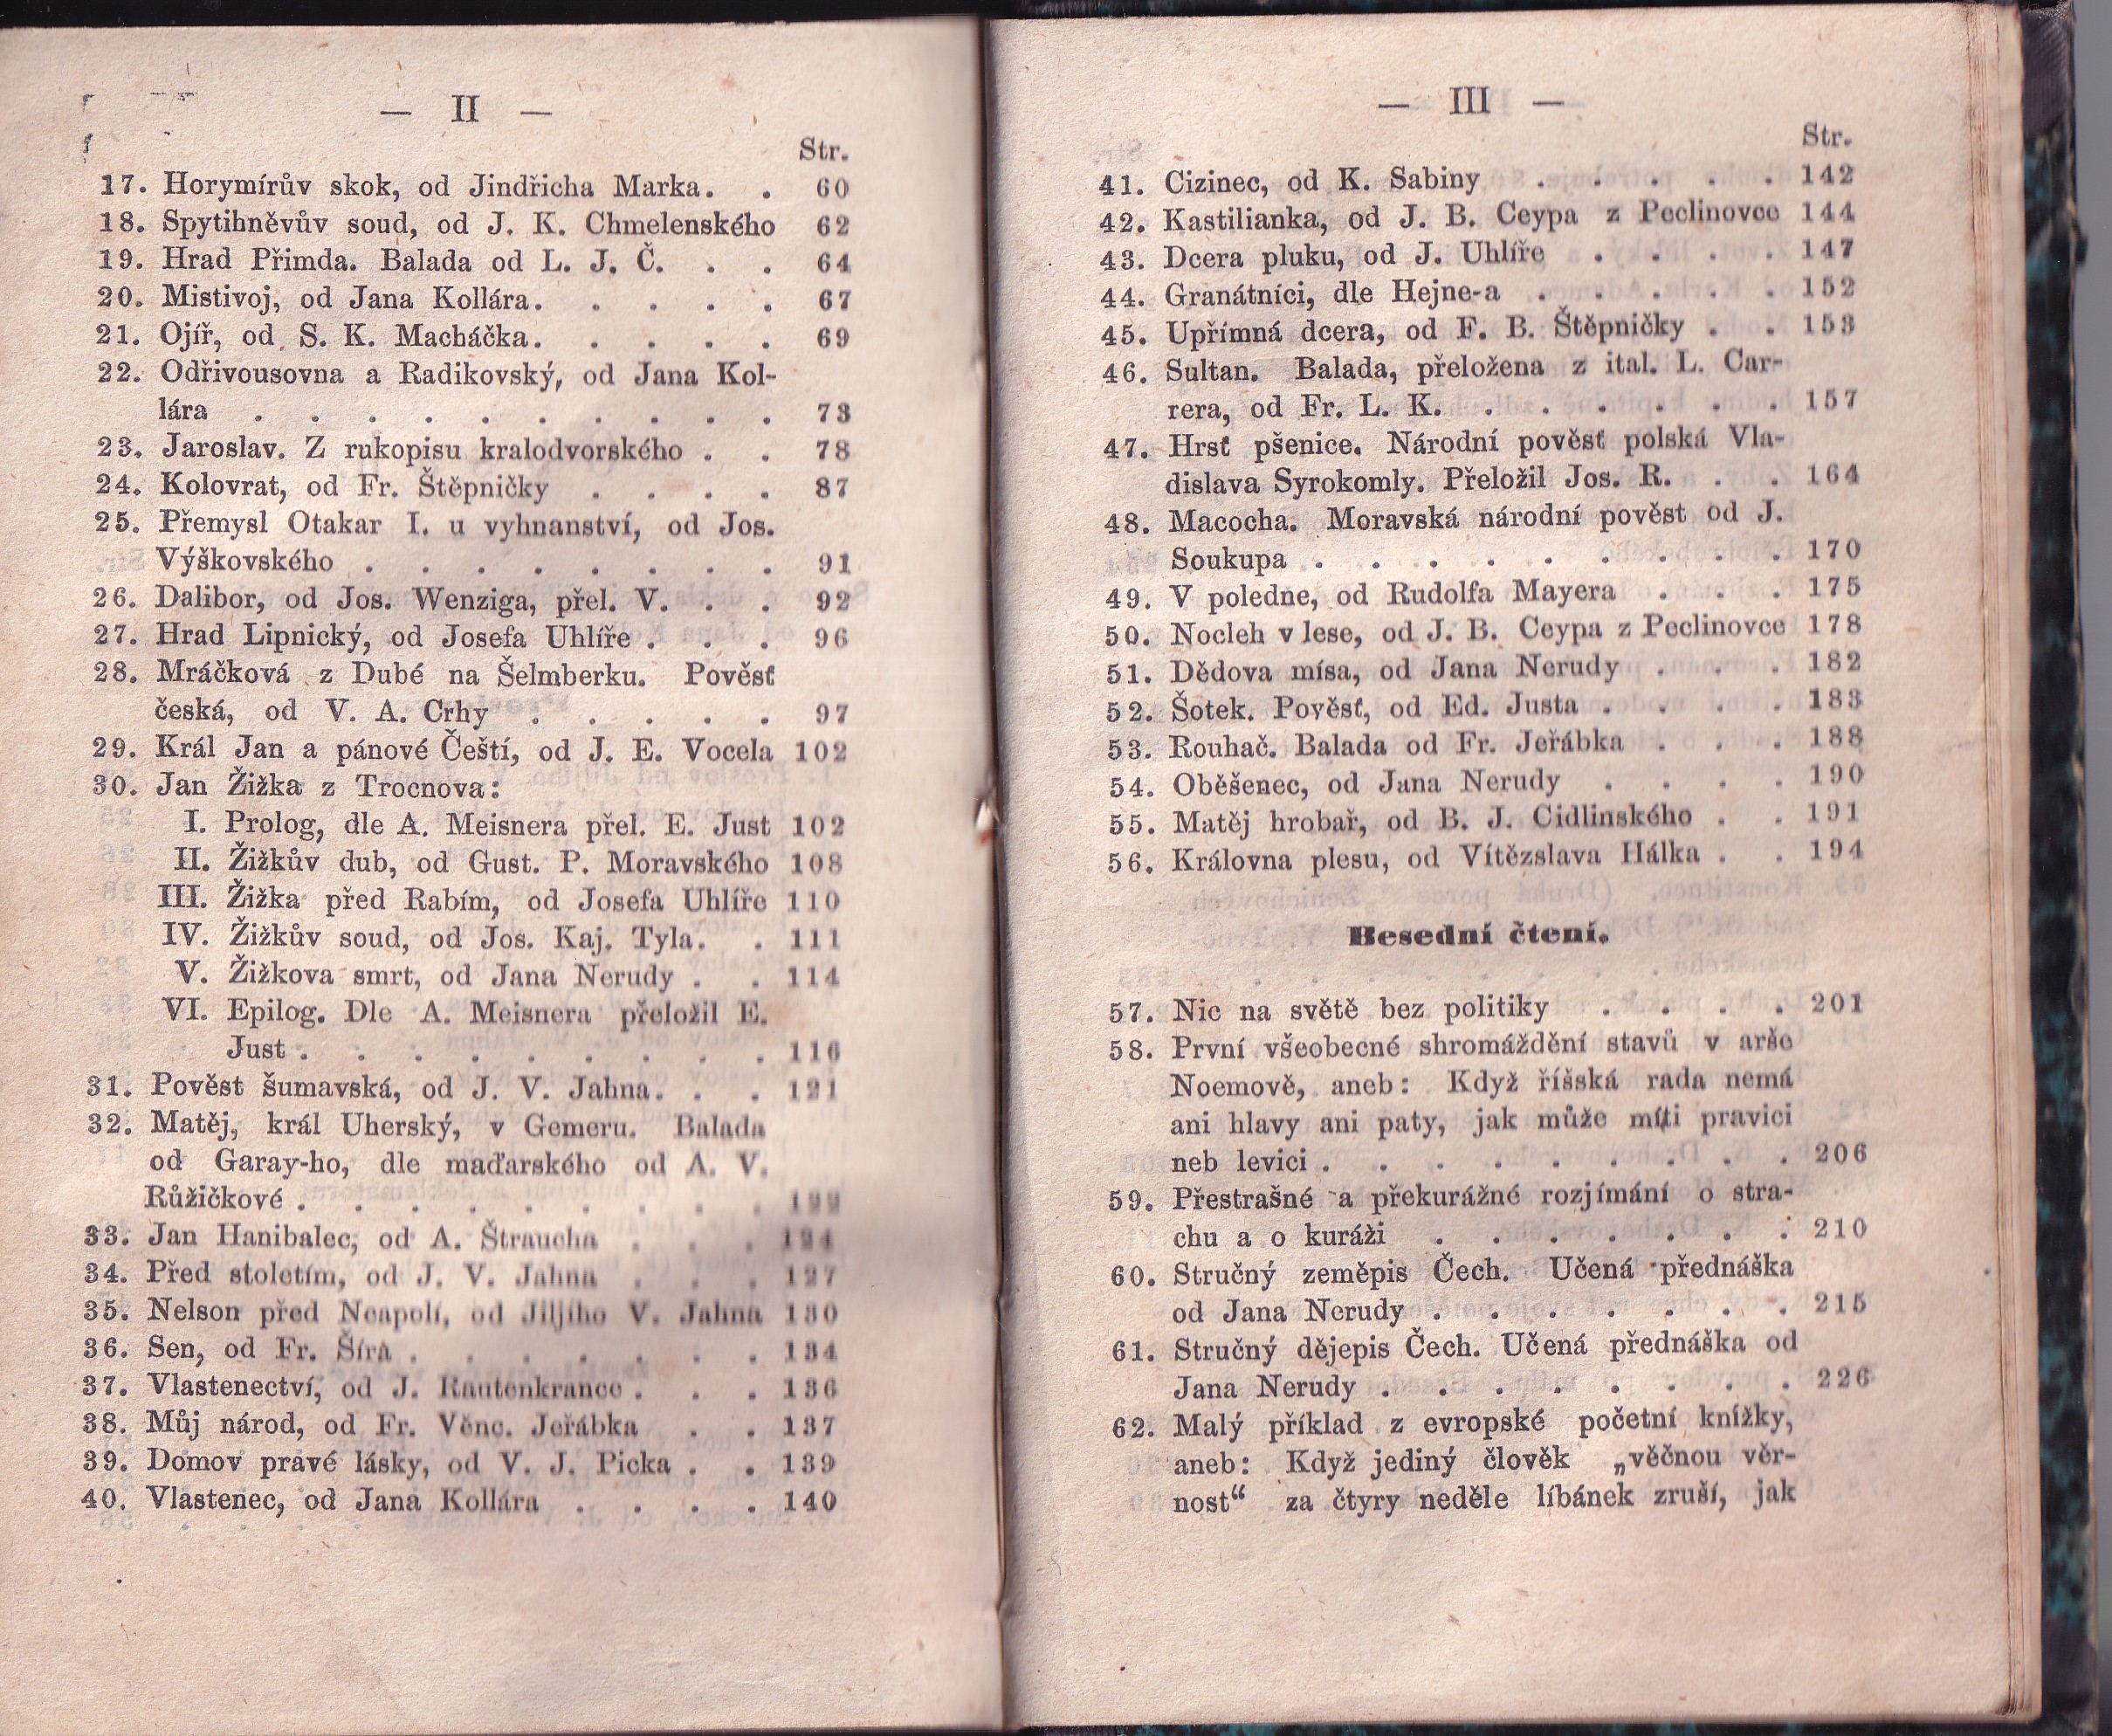 — II —
Str.
17. Horymírův skok, od Jindřicha Marka. . 60
18. Spytihněvův soud, od J. K. Chmelenského 62
19. Hrad Přimda. Balada od L. J. Č. . . 64
20. Mistivoj, od Jana Kollára. . . . . 67
21. Ojíř, od S. K. Macháčka. . . . . 69
22. Odřivousovna a Radikovský, od Jana Kol-
lára . . . . . . . . . . 73
23. Jaroslav. Z rukopisu kralodvorského . . 78
24. Kolovrat, od Fr. Štěpničky . . . . 87
25. Přemysl Otakar I. u vyhnanství, od Jos.
Výškovského . . . . . . . . 91
26. Dalibor, od Jos. Wenziga, přel. V. . . 92
27. Hrad Lipnický, od Josefa Uhlíře . . . 96
28. Mráčková z Dubé na Šelmberku. Pověsť
česká, od V. A. Crhy . . . . . 97
29. Král Jan a pánové Čeští, od J. E. Vocela 102
30. Jan Žižka z Trocnova:
I. Prolog, dle A. Meisnera přel. E. Just 102
II. Žižkův dub, od Gust. P. Moravského 108
III. Žižka před Rabím, od Josefa Uhlíře 110
IV. Žižkův soud, od Jos. Kaj. Tyla. . 111
V. Žižkova smrt, od Jana Nerudy . . 114
VI. Epilog. Dle A. Meisnera přeložil E.
Just . . . . . . . . . 116
31. Pověst šumavská, od J. V. Jahna. . . 121
32. Matěj, král Uherský, v Gemeru. Balada
od Garay-ho, dle maďarského od A. V.
Růžičkové . . . . . . . . . 122
33. Jan Hanibalec, od A. Štraucha . . . 124
34. Před stoletím, od J. V. Jahna . . . 127
35. Nelson před Neapolí, od Jiljího V. Jahna 130
36. Sen, od Fr. Šíra . . . . . . . 134
37. Vlastenectví, od J. Rautenkrance . . . 136
38. Můj národ, od Fr. Věnc. Jeřábka . . 137
39. Domov pravé lásky, od V. J. Picka . . 139
40. Vlastenec, od Jana Kollára . . . . 140
— III —
Str.
41. Cizinec, od K. Sabiny . . . . . 142
42. Kastilianka, od J. B. Ceypa z Peclinovce 144
43. Dcera pluku, od J. Uhlíře . . . . 147
44. Granátníci, dle Hejne-a . . . . . 152
45. Upřímná dcera, od F. B. Štěpničky . . 153
46. Sultan. Balada, přeložena z ital. L. Car-
rera, od Fr. L. K. . . . . . . 157
47. Hrsť pšenice. Národní pověsť polská Vla-
dislava Syrokomly. Přeložil Jos. R. . . 164
48. Macocha. Moravská národní pověst od J.
Soukupa . . . . . . . . . 170
49. V poledne, od Rudolfa Mayera . . . 175
50. Nocleh v lese, od J. B. Ceypa z Peclinovce 178
51. Dědova mísa, od Jana Nerudy . . . 182
52. Šotek. Pověsť, od Ed. Justa . . . . 183
53. Rouhač. Balada od Fr. Jeřábka . . . 188
54. Oběšenec, od Jana Nerudy . . . . 190
55. Matěj hrobař, od B. J. Cidlinského . . 191
56. Královna plesu, od Vítězslava Hálka . . 194
Besední čtení.
57. Nic na světě bez politiky . . . . 201
58. První všeobecné shromáždění stavů v arše
Noemově, aneb: Když říšská rada nemá
ani hlavy ani paty, jak může míti pravici
neb levici . . . . . . . . . 206
59. Přestrašné a překurážné rozjímání o stra-
chu a o kuráži . . . . . . . 210
60. Stručný zeměpis Čech. Učená přednáška
od Jana Nerudy . . . . . . . 215
61. Stručný dějepis Čech. Učená přednáška od
Jana Nerudy . . . . . . . . 226
62. Malý příklad z evropské početní knížky,
aneb: Když jediný člověk „věčnou věr-
nost“ za čtyry neděle líbánek zruší, jak